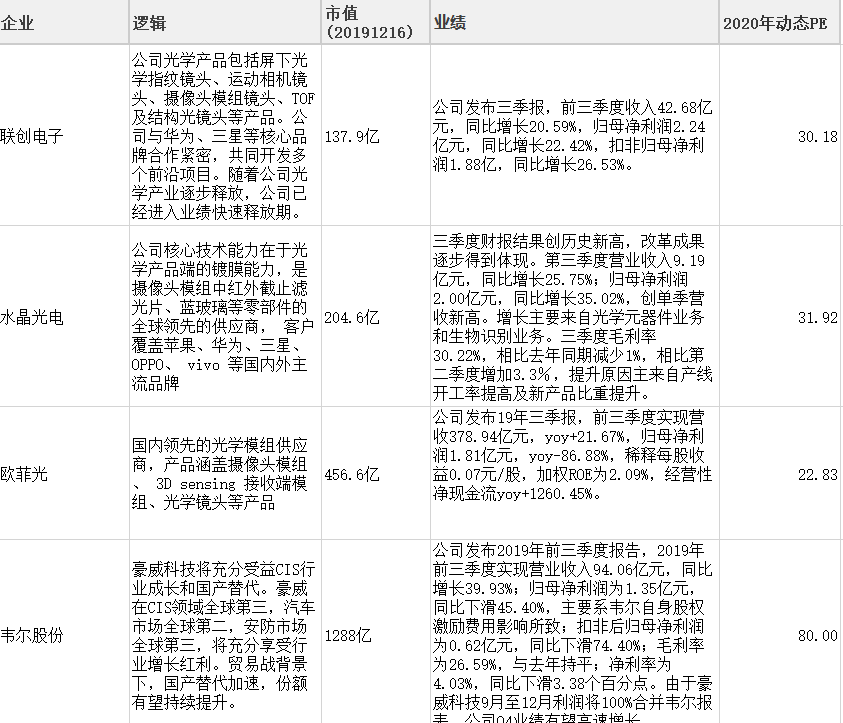 企业
逻辑
市值
(20191216)
业绩
2020年动态PE
联创电子
公司光学产品包括屏下光
学指纹镜头、运动相机镜
头、摄像头模组镜头、TOF
及结构光镜头等产品。公
司与华为、三星等核心品
牌合作紧密，共同开发多
个前沿项目。随着公司光
学产业逐步释放，公司已
经进入业绩快速释放期。
137.9亿
公司发布三季报，前三季度收入42.68亿
元，同比增长20.59%，归母净利润2.24
亿元，同比增长22.42%，扣非归母净利
润1.88亿，同比增长26.53%。
30.18
水晶光电
公司核心技术能力在于光
学产品端的镀膜能力，是
摄像头模组中红外截止滤
光片、蓝玻璃等零部件的
全球领先的供应商， 客户
覆盖苹果、华为、三星、
OPPO、 vivo 等国内外主
流品牌
204.6亿
三季度财报结果创历史新高，改革成果
逐步得到体现。第三季度营业收入9.19
亿元，同比增长25.75%；归母净利润
2.00亿元，同比增长35.02%，创单季营
收新高。增长主要来自光学元器件业务
和生物识别业务。三季度毛利率
30.22%，相比去年同期减少1%，相比第
二季度增加3.3%，提升原因主来自产线
开工率提高及新产品比重提升。
31.92
欧菲光
国内领先的光学模组供应
商，产品涵盖摄像头模组
、 3D sensing 接收端模
组、光学镜头等产品
456.6亿
公司发布19年三季报，前三季度实现营
收378.94亿元，yoy+21.67%，归母净利
润1.81亿元，yoy-86.88%，稀释每股收
益0.07元/股，加权ROE为2.09%，经营性
净现金流yoy+1260.45%。
22.83
韦尔股份
豪威科技将充分受益CIS行
业成长和国产替代。豪威
在CIS领域全球第三，汽车
市场全球第二，安防市场
全球第三，将充分享受行
业增长红利。贸易战背景
下，国产替代加速，份额
有望持续提升。
1288亿
公司发布2019年前三季度报告，2019年
前三季度实现营业收入94.06亿元，同比
增长39.93%；归母净利润为1.35亿元，
同比下滑45.40%，主要系韦尔自身股权
激励费用影响所致；扣非后归母净利润
为0.62亿元，同比下滑74.40%；毛利率
为26.59%，与去年持平；净利率为
4.03%，同比下滑3.38个百分点。由于豪
威科技9月至12月利润将100%合并韦尔报
表，公司Q4业绩有望高速增长
80.00